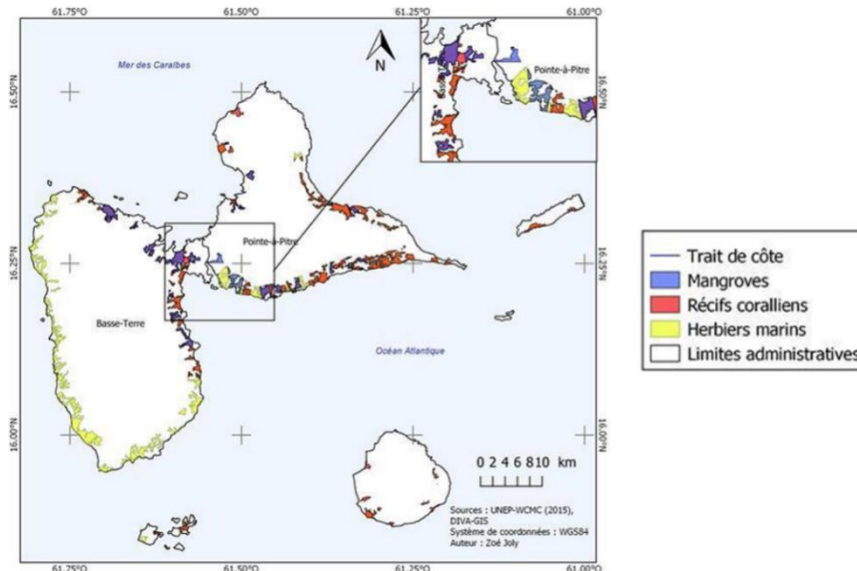 61.75°O
61.50°O
61.25°O
61.00°O
Mer des Caraïbes
N
Pointe-à-Pitre
16.50°N
16.50°N
Pointe-à-Pitre
16.25°N
16.25°N
Basse-Terre
Océan Atlantique
16.00°N
16.00°N
0 2 4 6 810 km
Sources : UNEP-WCMC (2015),
DIVA-GIS
Système de coordonnées : WGS84
Auteur : Zoé Joly
61.75°O
61.50°O
61.25°O
61.00°O
Trait de côte
Mangroves
Récifs coralliens
Herbiers marins
Limites administratives